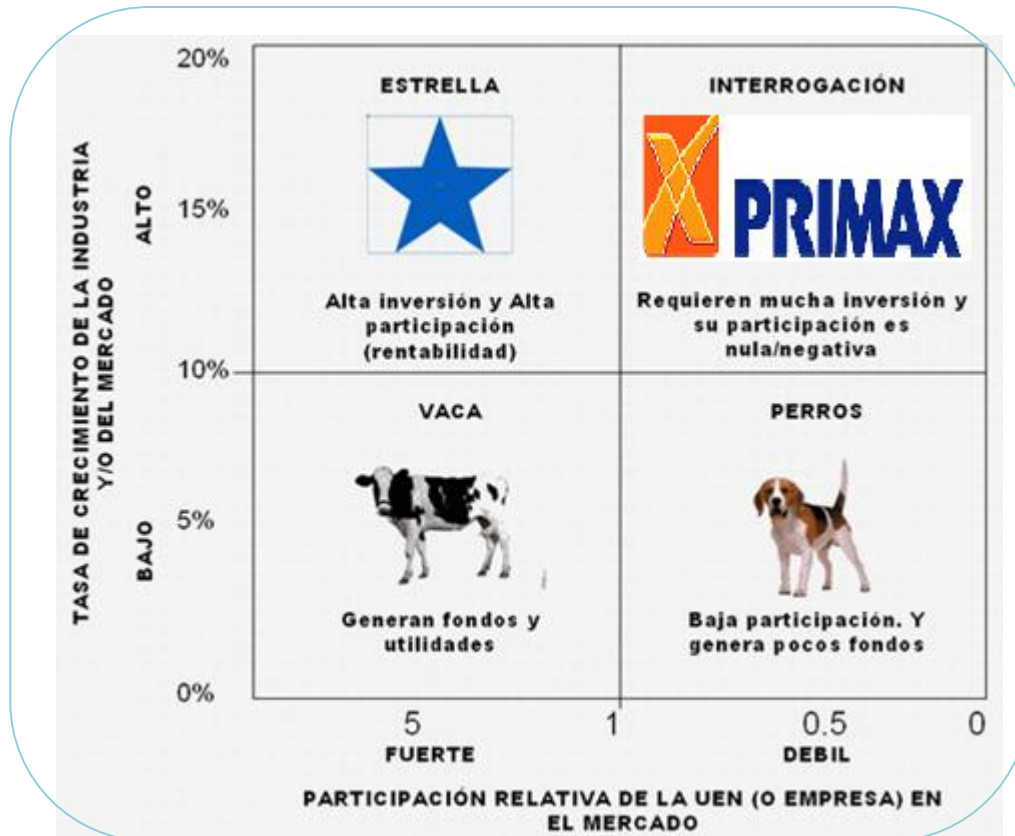 TASA DE CRECIMIENTO DE LA INDUSTRIA
Y/O DEL MERCADO
ALTO
BAJO
20%
15%
10%
5%
0%
ESTRELLA
Alta inversión y Alta
participación
(rentabilidad)
INTERROGACIÓN
PRIMAX
Requieren mucha inversión y
su participación es
nula/negativa
VACA
Generan fondos y
utilidades
PERROS
Baja participación. Y
genera pocos fondos
5
1
0.5
0
FUERTE
DEBIL
PARTICIPACIÓN RELATIVA DE LA UEN (O EMPRESA) EN
EL MERCADO